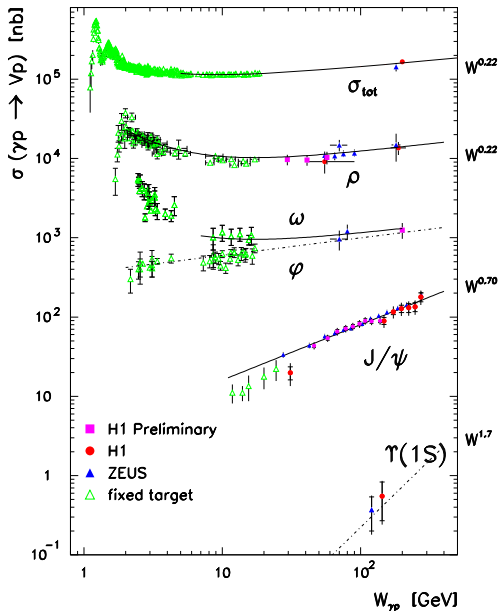 σ (γp → Vp) [nb]
10^5
10^4
10^3
10^2
10
1
10^-1
σ_tot
ρ
ω
φ
J/ψ
ϒ(1S)
W^0.22
W^0.22
W^0.70
W^1.7
H1 Preliminary
H1
ZEUS
fixed target
1
10
10^2
W_γp [GeV]